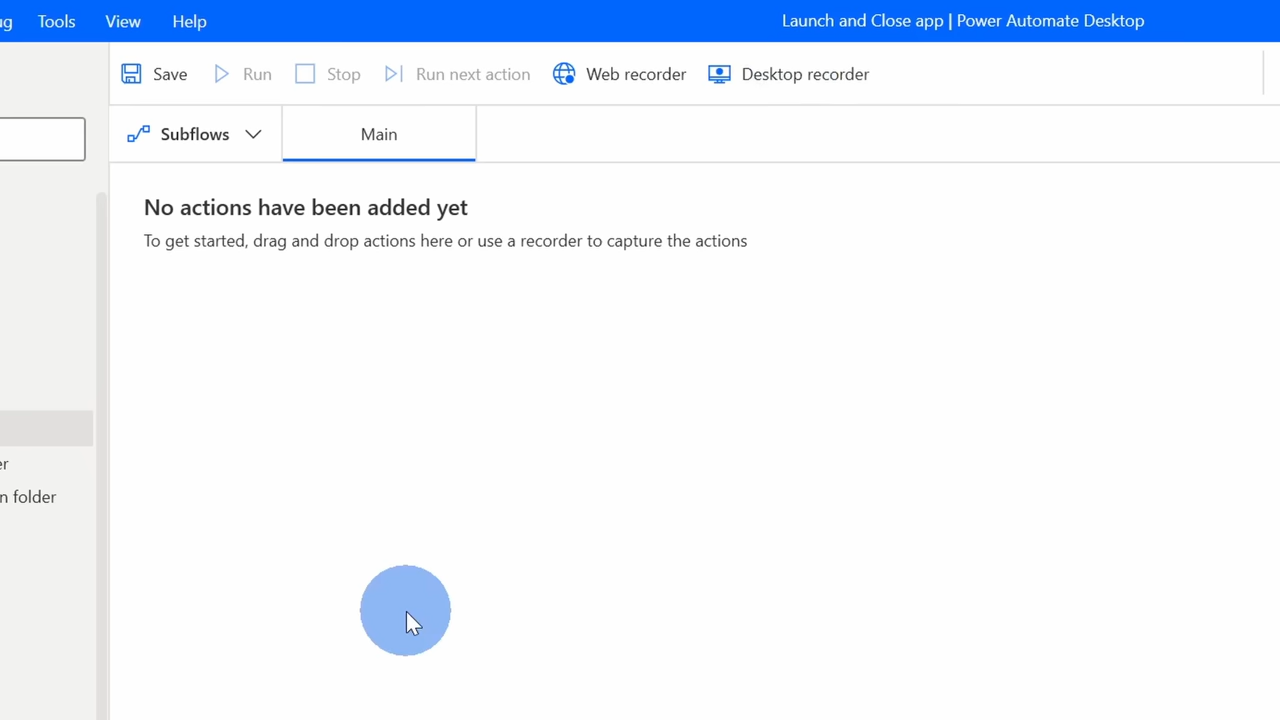 ug Tools View Help Launch and Close app | Power Automate Desktop
Save Run Stop Run next action Web recorder Desktop recorder
Subflows Main
No actions have been added yet
To get started, drag and drop actions here or use a recorder to capture the actions
er
n folder